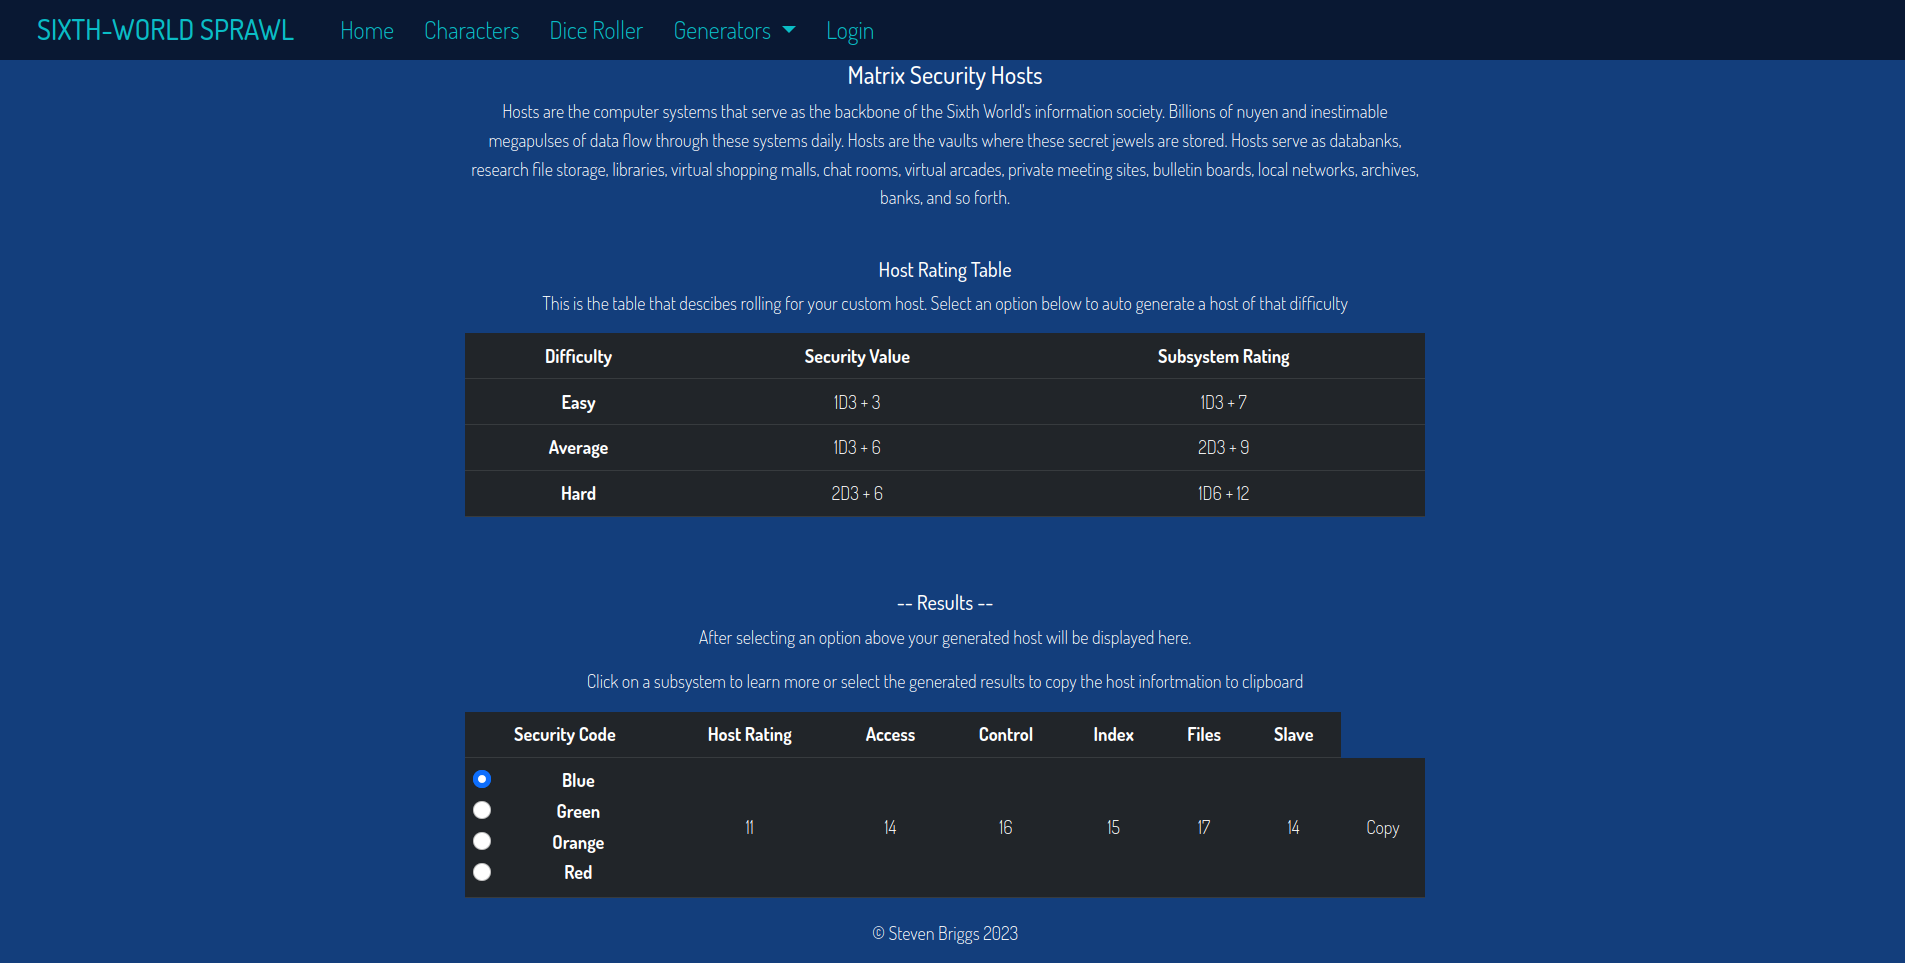 SIXTH-WORLD SPRAWL Home Characters Dice Roller Generators Login
Matrix Security Hosts
Hosts are the computer systems that serve as the backbone of the Sixth World's information society. Billions of nuyen and inestimable
megapulses of data flow through these systems daily. Hosts are the vaults where these secret jewels are stored. Hosts serve as databanks,
research file storage, libraries, virtual shopping malls, chat rooms, virtual arcades, private meeting sites, bulletin boards, local networks, archives,
banks, and so forth.
Host Rating Table
This is the table that descibes rolling for your custom host. Select an option below to auto generate a host of that difficulty
Difficulty Security Value Subsystem Rating
Easy 1D3 + 3 1D3 + 7
Average 1D3 + 6 2D3 + 9
Hard 2D3 + 6 1D6 + 12
-- Results --
After selecting an option above your generated host will be displayed here.
Click on a subsystem to learn more or select the generated results to copy the host infortmation to clipboard
Security Code Host Rating Access Control Index Files Slave
Blue
Green
11 14 16 15 17 14 Copy
Orange
Red
© Steven Briggs 2023